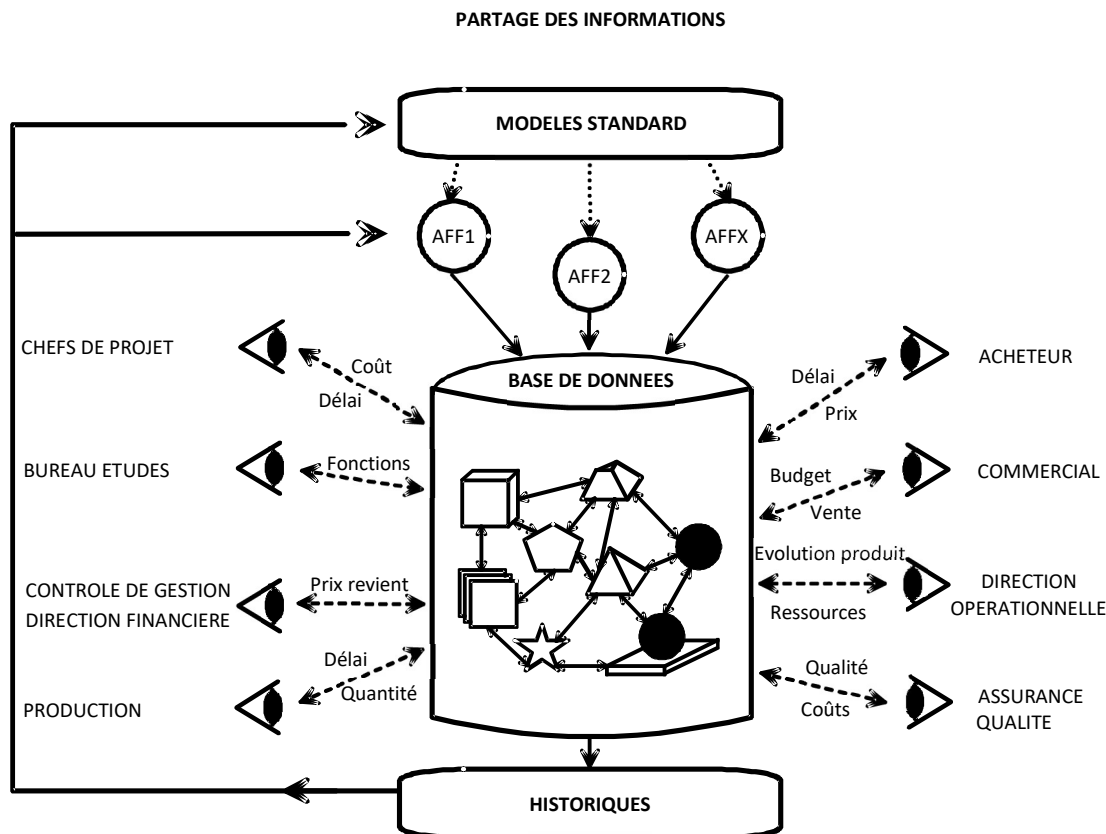 PARTAGE DES INFORMATIONS
MODELES STANDARD
AFF1
AFF2
AFFX
CHEFS DE PROJET
Coût
Délai
BASE DE DONNEES
Délai
Prix
ACHETEUR
BUREAU ETUDES
Fonctions
Budget
Vente
COMMERCIAL
CONTROLE DE GESTION
DIRECTION FINANCIERE
Prix revient
Evolution produit
Ressources
DIRECTION
OPERATIONNELLE
PRODUCTION
Délai
Quantité
Qualité
Coûts
ASSURANCE
QUALITE
HISTORIQUES